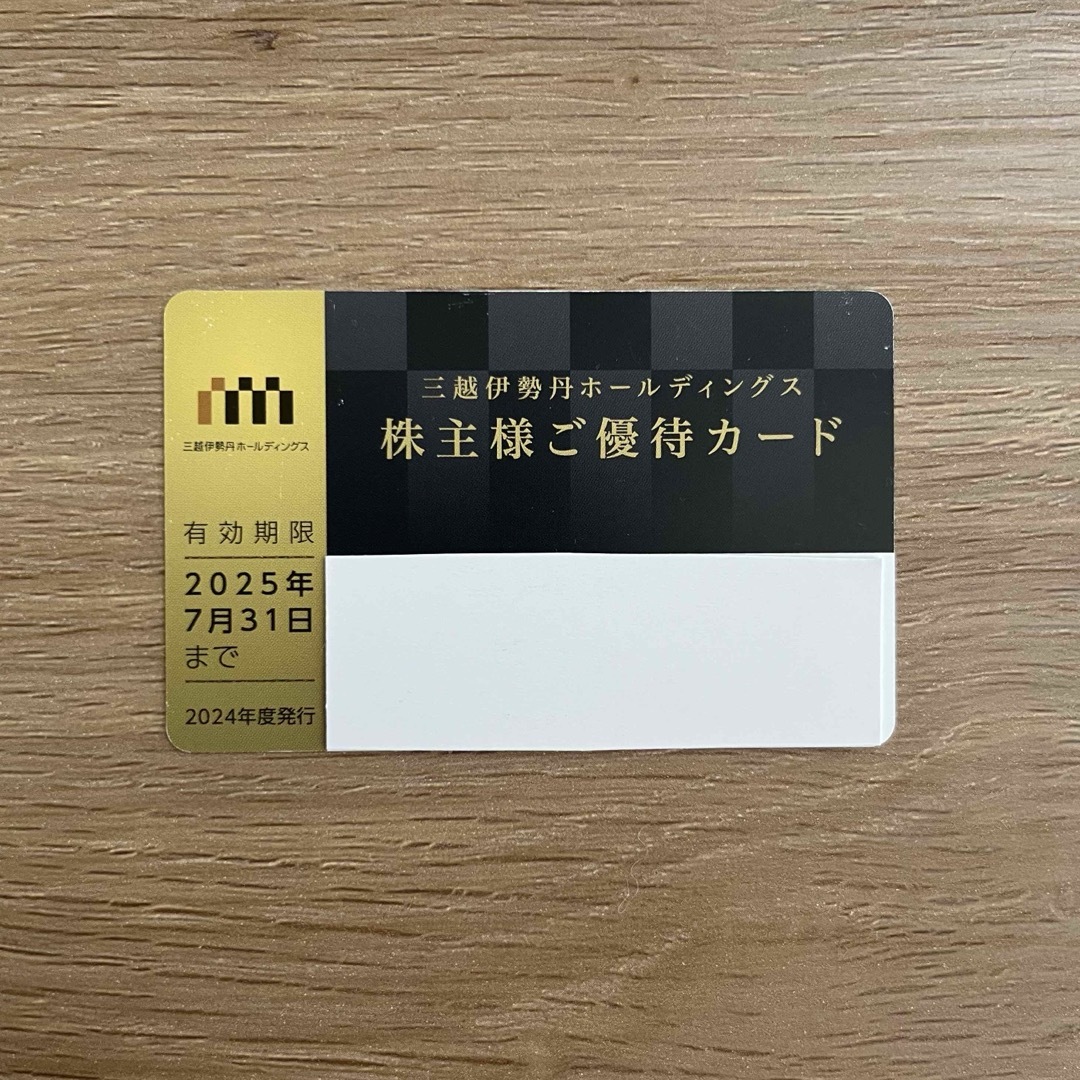 三越伊勢丹ホールディングス
有効期限
2025年
7月31日
まで
2024年度発行
三越伊勢丹ホールディングス
株主様ご優待カード